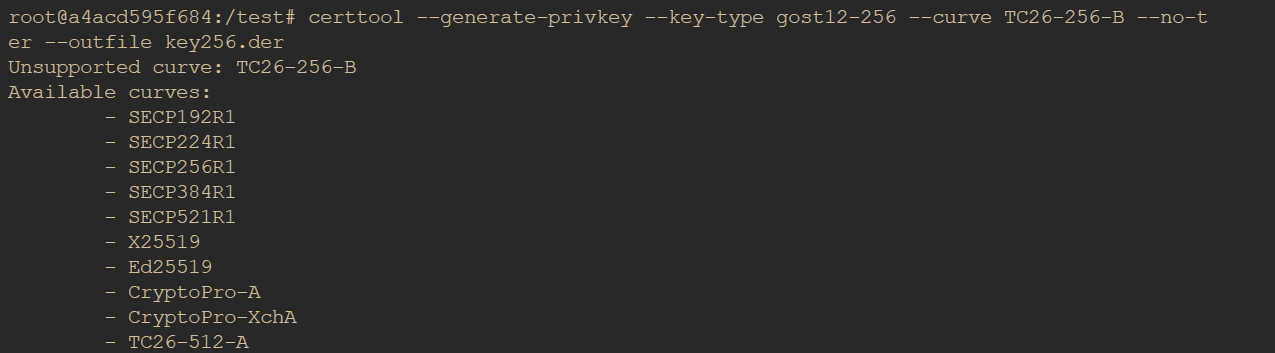 root@a4acd595f684:/test# certtool --generate-privkey --key-type gost12-256 --curve TC26-256-B --no-t
er --outfile key256.der
Unsupported curve: TC26-256-B
Available curves:
- SECP192R1
- SECP224R1
- SECP256R1
- SECP384R1
- SECP521R1
- X25519
- Ed25519
- CryptoPro-A
- CryptoPro-XchA
- TC26-512-A